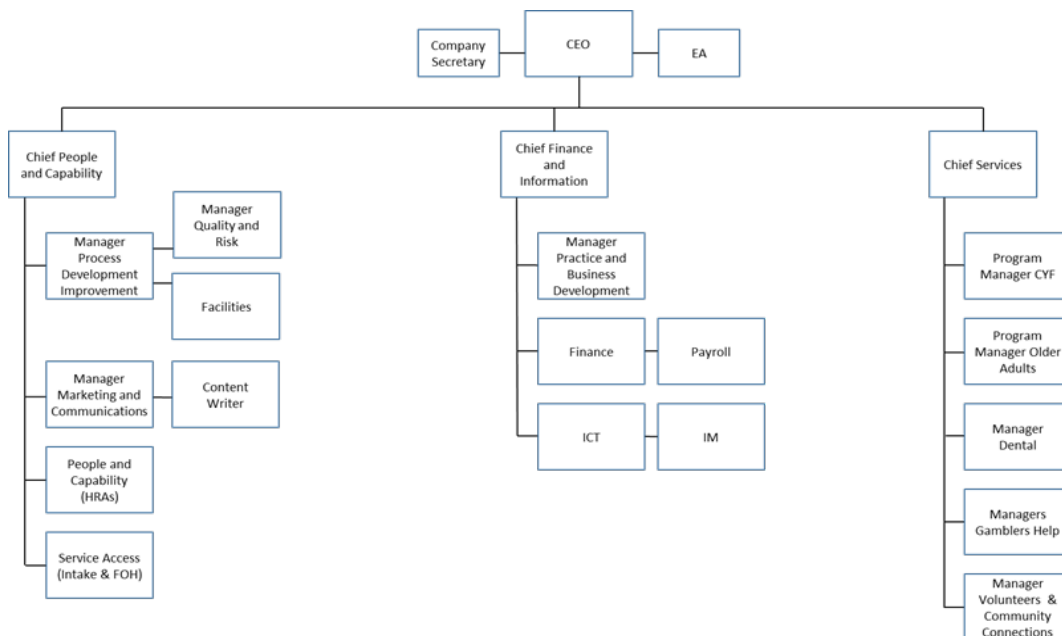 Company
Secretary
CEO
EA
Chief People
and Capability
Chief Finance
and
Information
Chief Services
Manager
Quality and
Risk
Manager
Process
Development
Improvement
Facilities
Manager
Marketing and
Communications
Content
Writer
People and
Capability
(HRAs)
Service Access
(Intake & FOH)
Manager
Practice and
Business
Development
Finance
Payroll
ICT
IM
Program
Manager CYF
Program
Manager Older
Adults
Manager
Dental
Managers
Gamblers Help
Manager
Volunteers &
Community
Connections